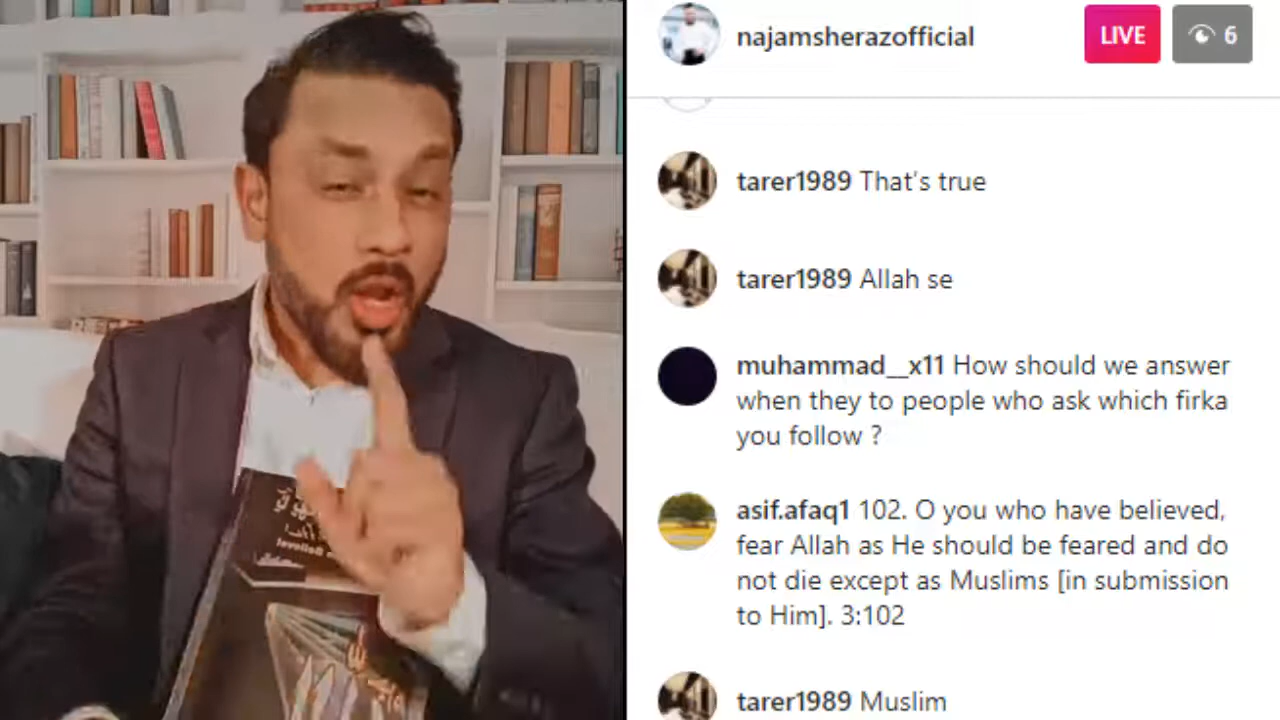 najamsherazofficial
LIVE
6
tarer1989 That's true
tarer1989 Allah se
muhammad__x11 How should we answer
when they to people who ask which firka
you follow ?
asif.afaq1 102. O you who have believed,
fear Allah as He should be feared and do
not die except as Muslims [in submission
to Him]. 3:102
tarer1989 Muslim